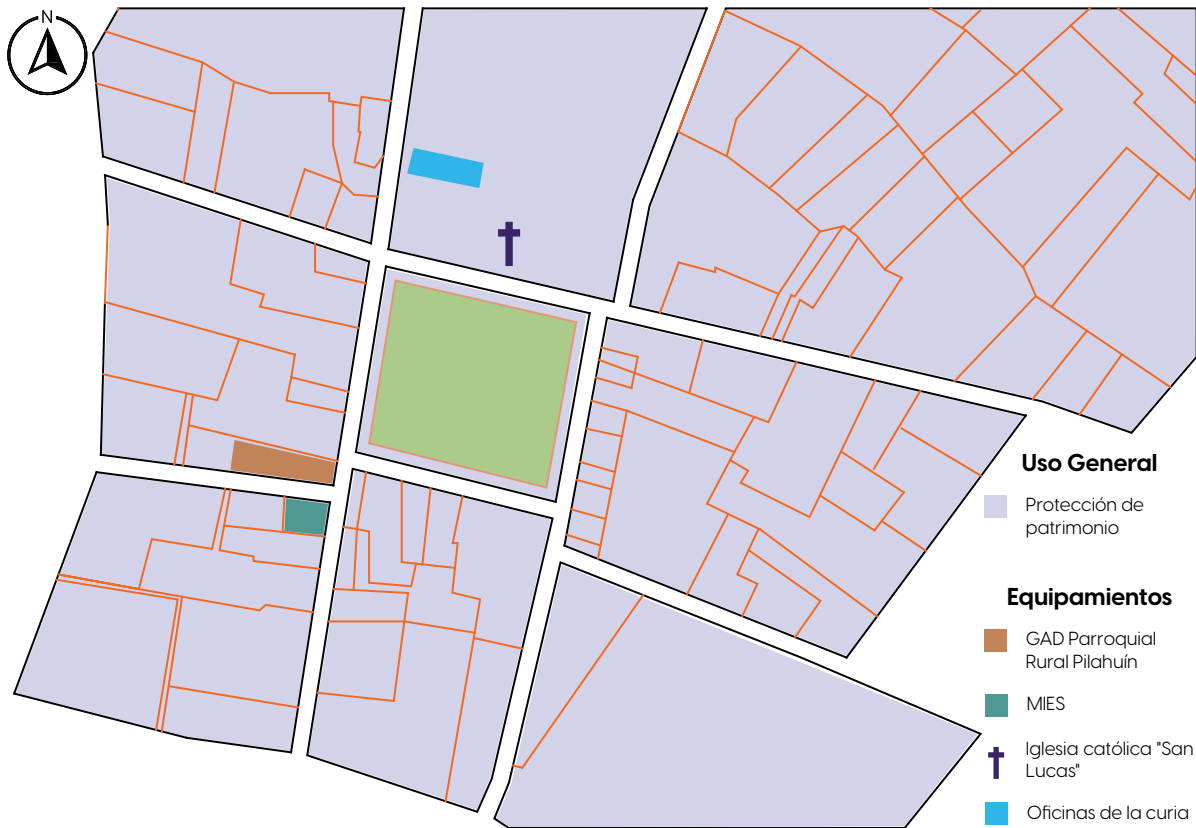 N
Uso General
Protección de
patrimonio
Equipamientos
GAD Parroquial
Rural Pilahuín
MIES
Iglesia católica "San
Lucas"
Oficinas de la curia